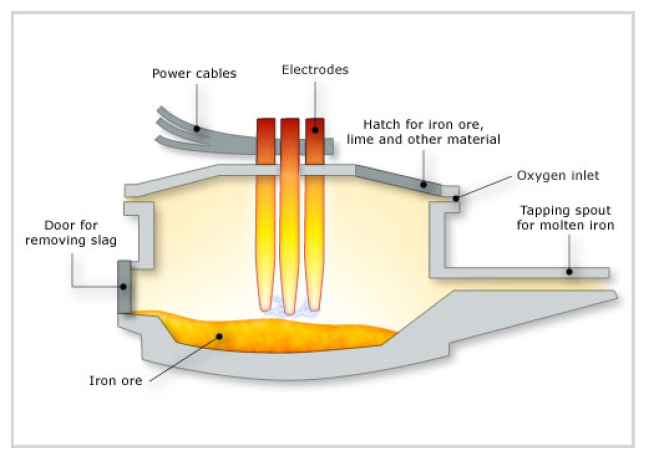 Power cables
Electrodes
Hatch for iron ore,
lime and other material
Oxygen inlet
Tapping spout
for molten iron
Door for
removing slag
Iron ore